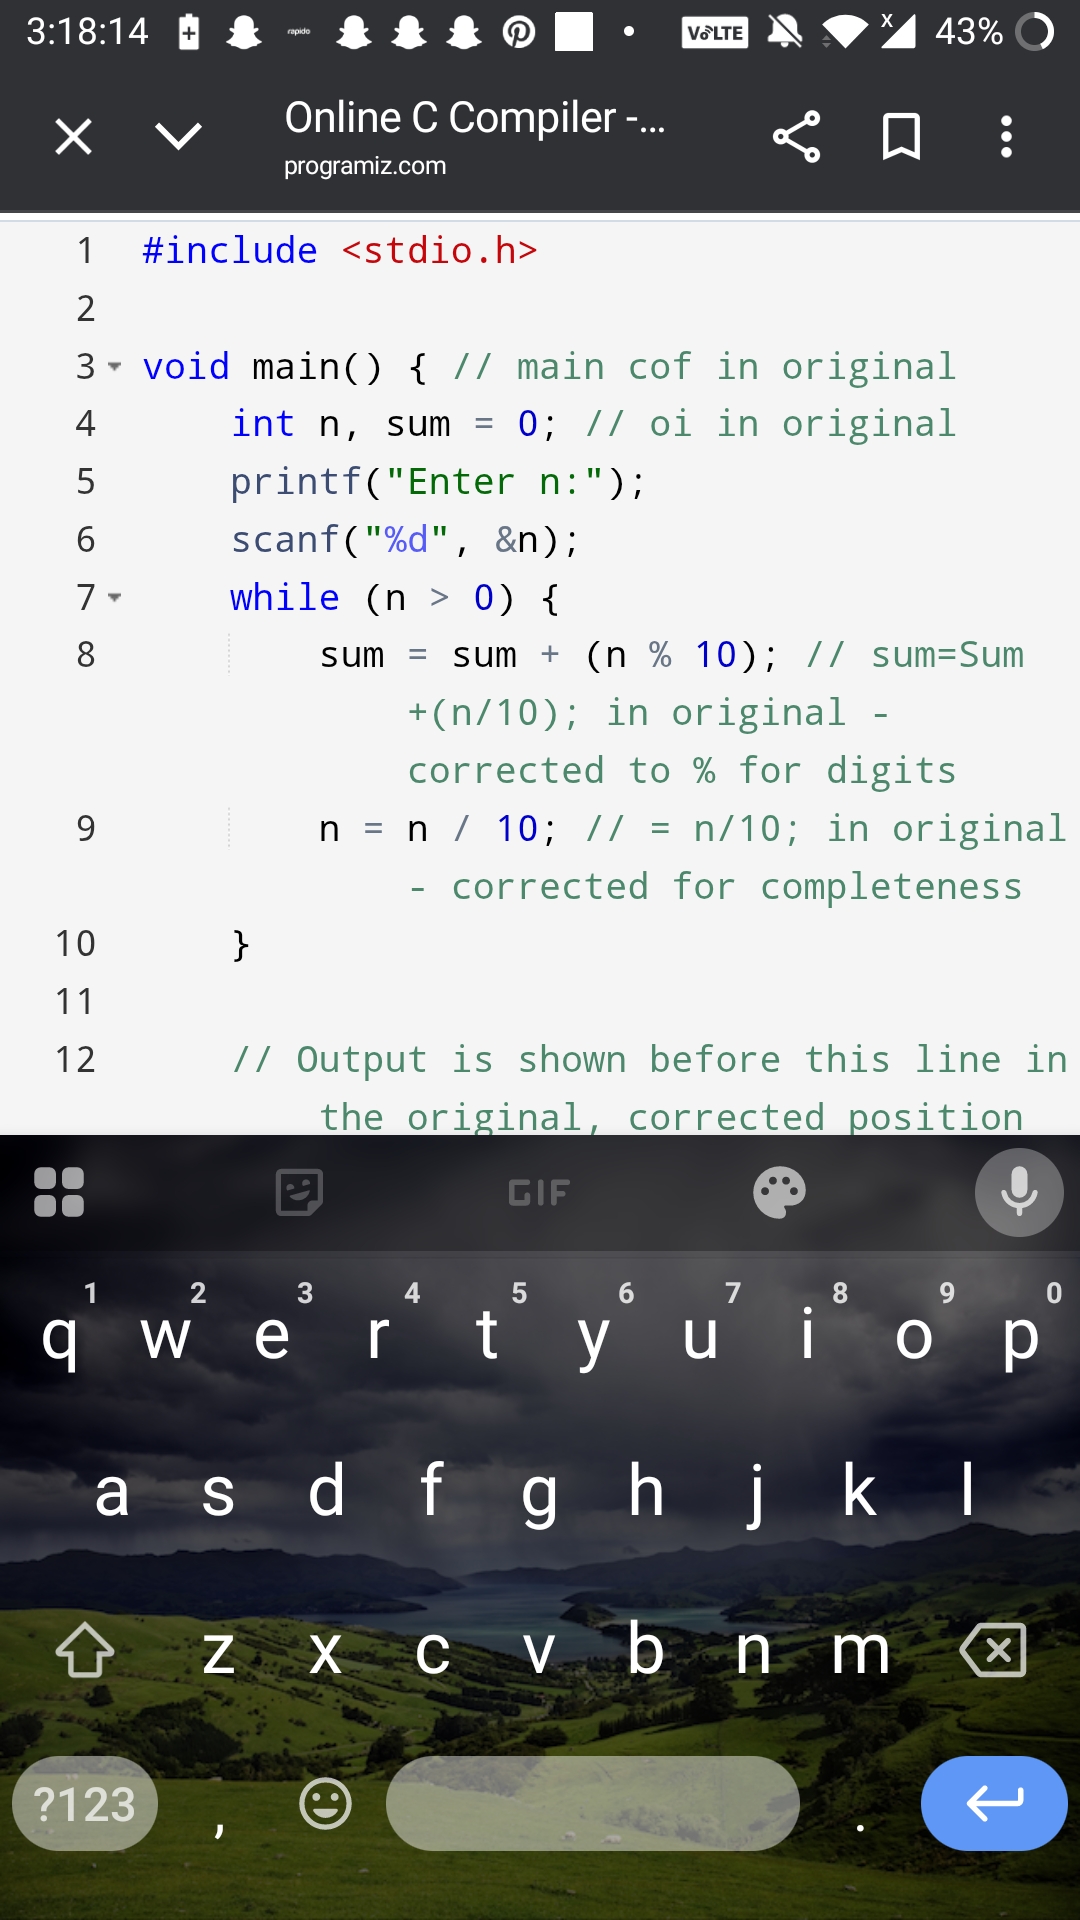 3:18:14 rapido VoLTE x 43%
Online C Compiler -...
programiz.com
1 #include <stdio.h>
2
3 void main() { // main cof in original
4 int n, sum = 0; // oi in original
5 printf("Enter n:");
6 scanf("%d", &n);
7 while (n > 0) {
8 sum = sum + (n % 10); // sum=Sum
+(n/10); in original -
corrected to % for digits
9 n = n / 10; // = n/10; in original
- corrected for completeness
10 }
11
12 // Output is shown before this line in
the original, corrected position
GIF
1 2 3 4 5 6 7 8 9 0
q w e r t y u i o p
a s d f g h j k l
z x c v b n m
?123 , .